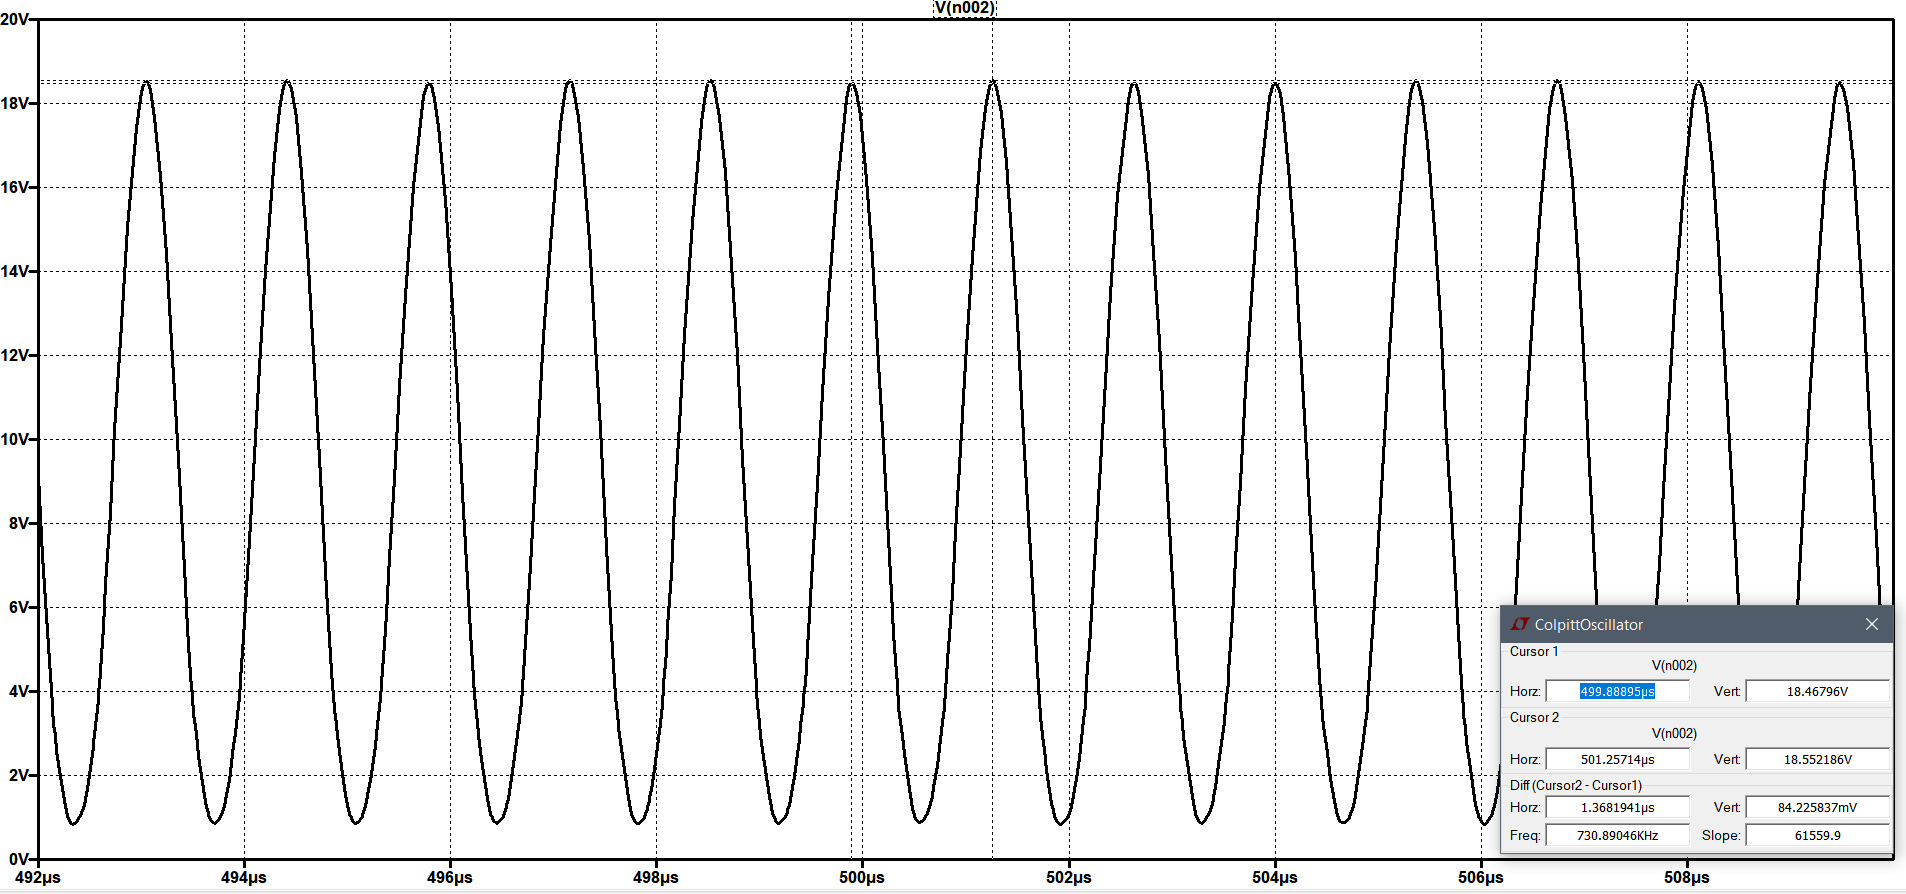 V(n002)
20V
18V
16V
14V
12V
10V
8V
6V
4V
2V
0V
492µs 494µs 496µs 498µs 500µs 502µs 504µs 506µs 508µs
ColpittOscillator
Cursor 1
V(n002)
Horz: 499.88895µs Vert: 18.46796V
Cursor 2
V(n002)
Horz: 501.25714µs Vert: 18.552186V
Diff (Cursor2 - Cursor1)
Horz: 1.3681941µs Vert: 84.225837mV
Freq: 730.89046KHz Slope: 61559.9